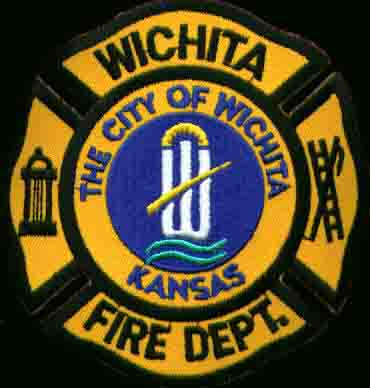 WICHITA
THE CITY OF WICHITA
W
KANSAS
FIRE DEPT.